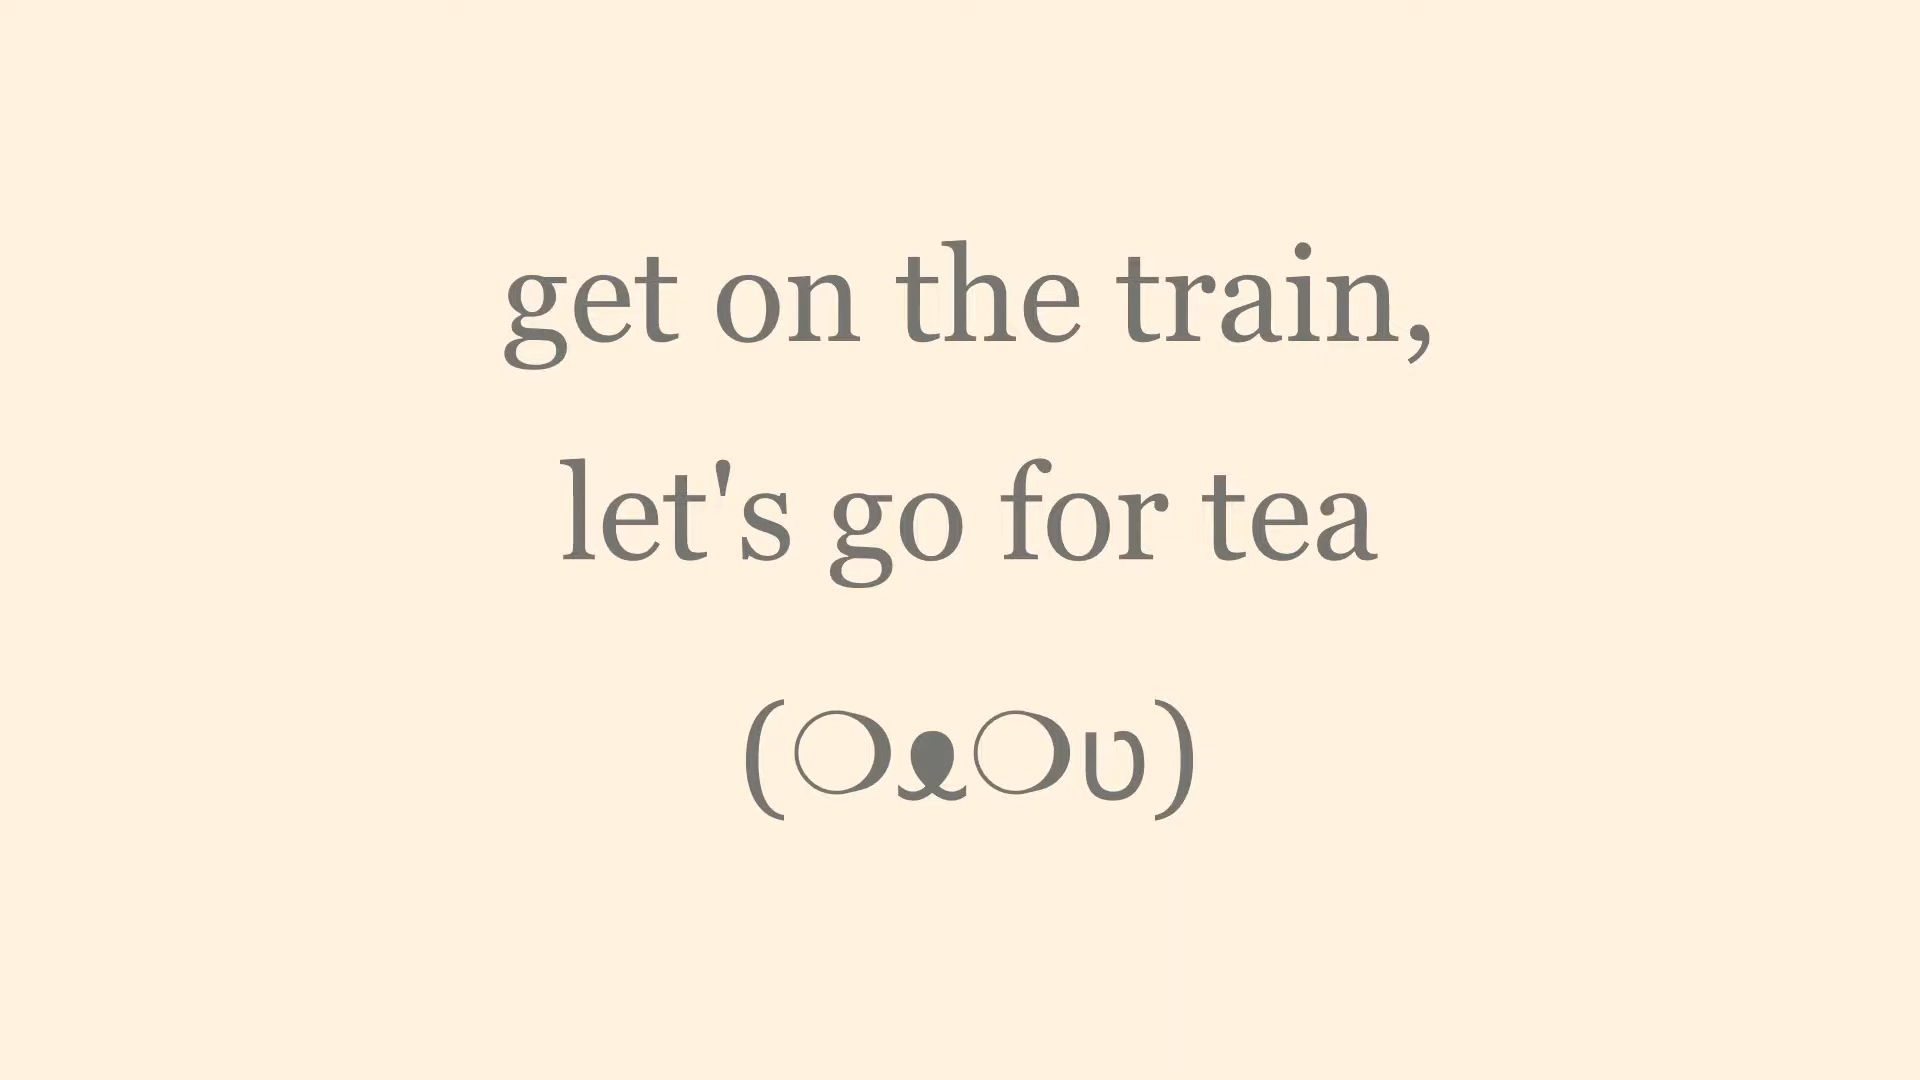 get on the train,
let's go for tea
(❍ᴥ❍ʋ)